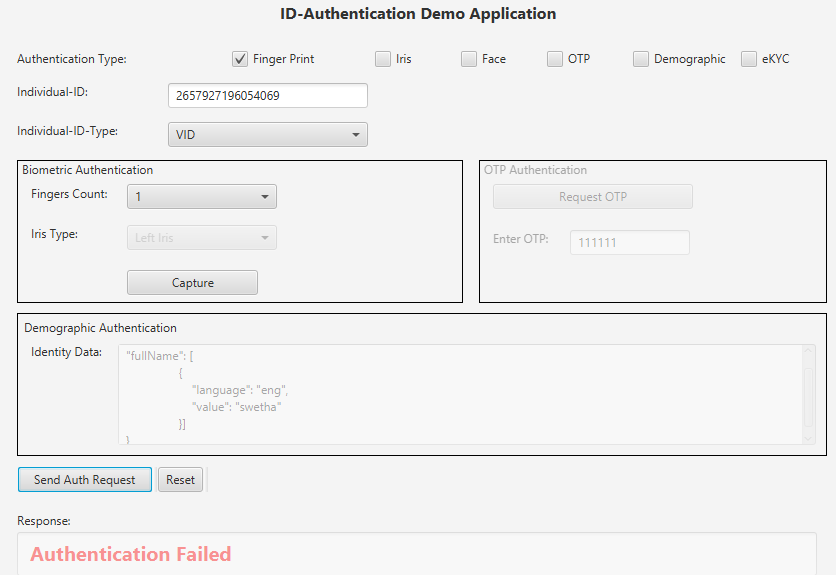 ID-Authentication Demo Application
Authentication Type: Finger Print Iris Face OTP Demographic eKYC
Individual-ID: 2657927196054069
Individual-ID-Type: VID
Biometric Authentication
Fingers Count: 1
Iris Type: Left Iris
Capture
OTP Authentication
Request OTP
Enter OTP: 111111
Demographic Authentication
Identity Data: "fullName": [
{
"language": "eng",
"value": "swetha"
}]
}
Send Auth Request Reset
Response:
Authentication Failed